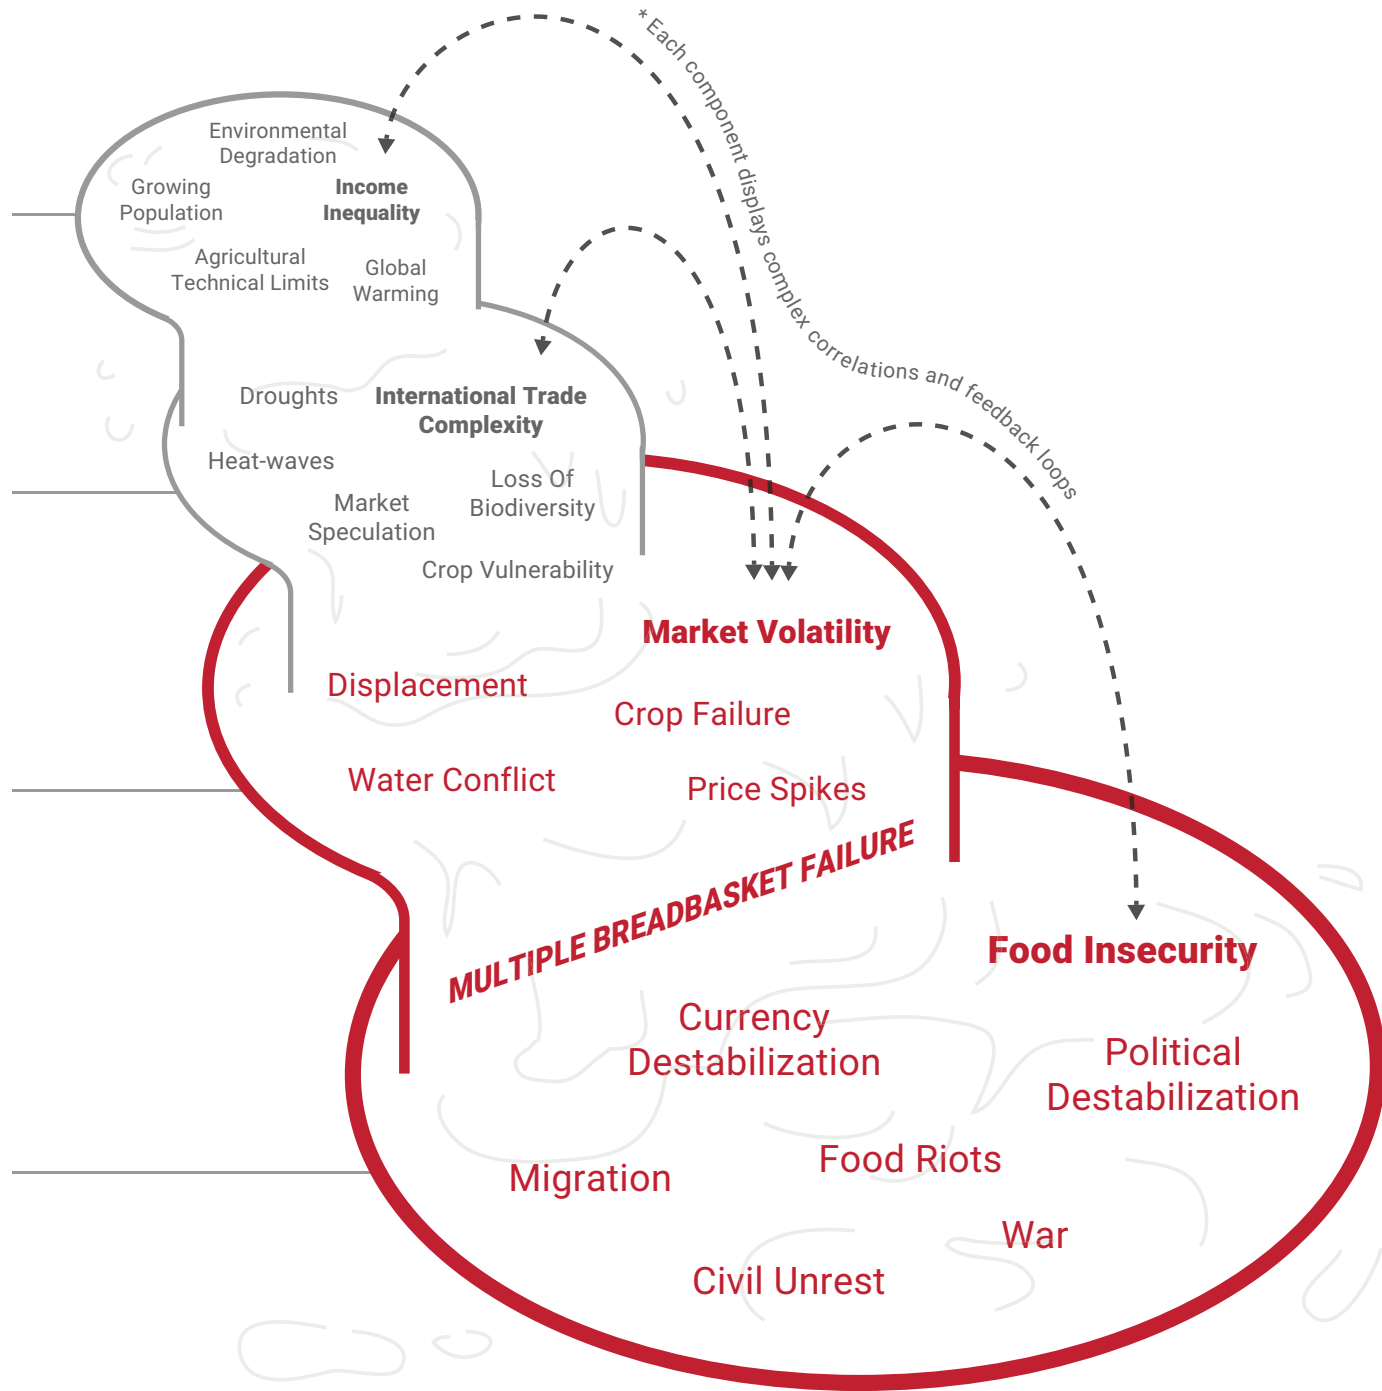 * Each component displays complex correlations and feedback loops
Environmental
Degradation
Growing
Population
Income
Inequality
Agricultural
Technical Limits
Global
Warming
Droughts
International Trade
Complexity
Heat-waves
Loss Of
Biodiversity
Market
Speculation
Crop Vulnerability
Market Volatility
Displacement
Crop Failure
Water Conflict
Price Spikes
MULTIPLE BREADBASKET FAILURE
Food Insecurity
Currency
Destabilization
Political
Destabilization
Migration
Food Riots
War
Civil Unrest